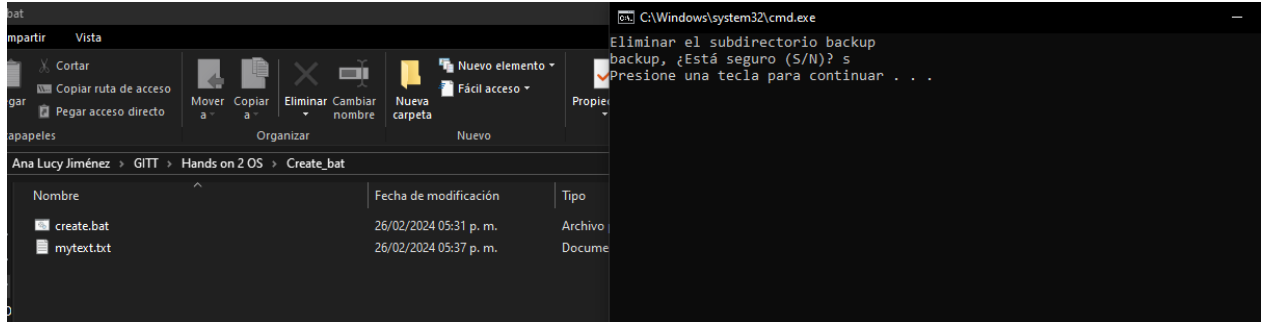 bat
mpartir Vista
Cortar
Copiar ruta de acceso
gar
Pegar acceso directo
apapeles
Mover a
Copiar a
Eliminar
Cambiar nombre
Organizar
Nueva carpeta
Nuevo elemento
Fácil acceso
Nuevo
Propied
Ana Lucy Jiménez > GITT > Hands on 2 OS > Create_bat
Nombre Fecha de modificación Tipo
create.bat 26/02/2024 05:31 p. m. Archivo
mytext.txt 26/02/2024 05:37 p. m. Docume
C:\Windows\system32\cmd.exe
Eliminar el subdirectorio backup
backup, ¿Está seguro (S/N)? s
Presione una tecla para continuar . . .